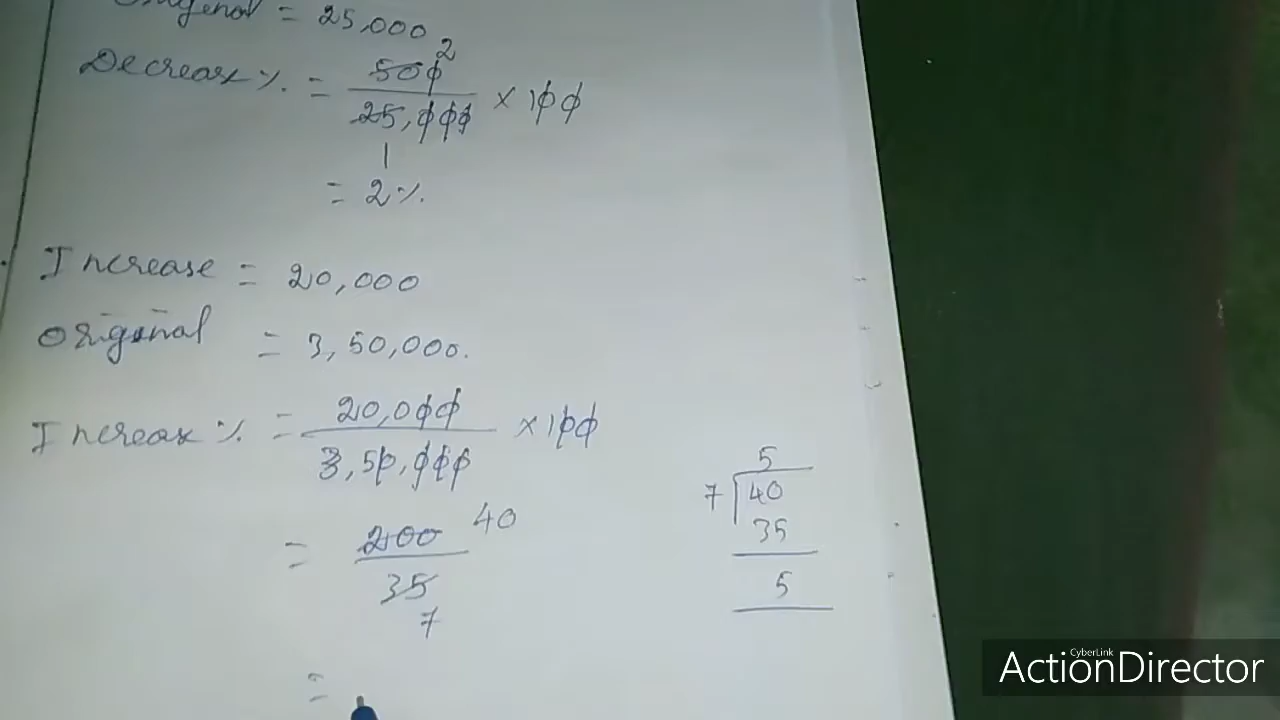 Original = 25,000
Decrease % = 500/25,000 × 100
2
1
= 2 %.
Increase = 20,000
Original = 3,50,000.
Increase % = 20,000/3,50,000 × 100
= 200/35
40
7
5
7 40
35
5
=
CyberLink
ActionDirector